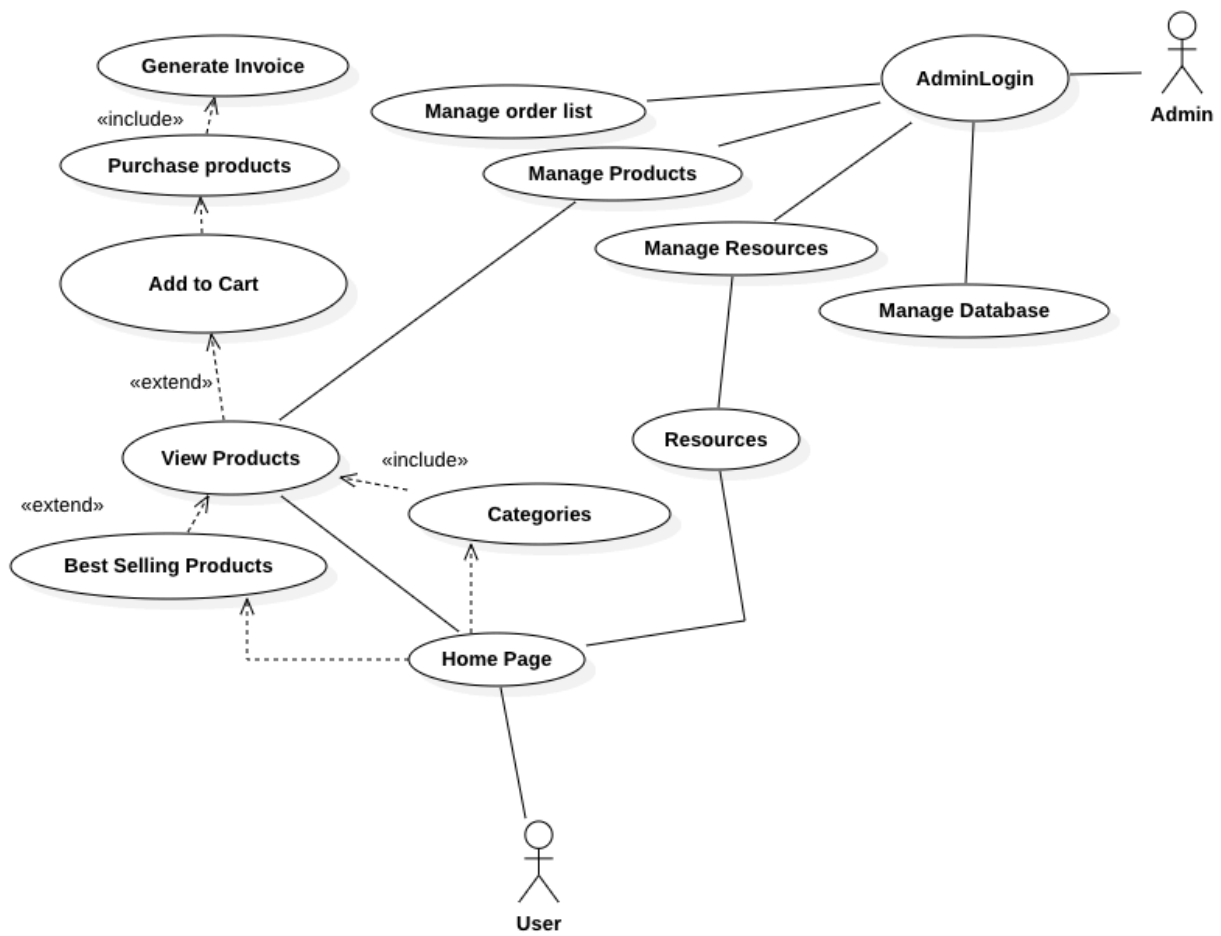 Generate Invoice
AdminLogin
Manage order list
Admin
«include»
Purchase products
Manage Products
Manage Resources
Add to Cart
Manage Database
«extend»
Resources
View Products
«include»
«extend»
Categories
Best Selling Products
Home Page
User